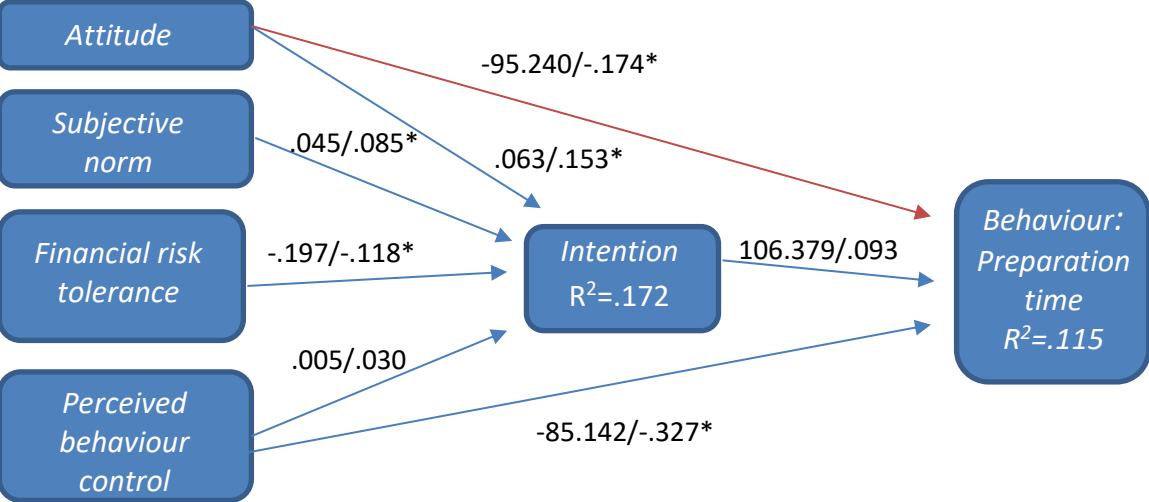 Attitude
-95.240/-.174*
Subjective
norm
.045/.085*
.063/.153*
Financial risk
tolerance
-.197/-.118*
Intention
R²=.172
106.379/.093
Behaviour:
Preparation
time
R²=.115
.005/.030
Perceived
behaviour
control
-85.142/-.327*